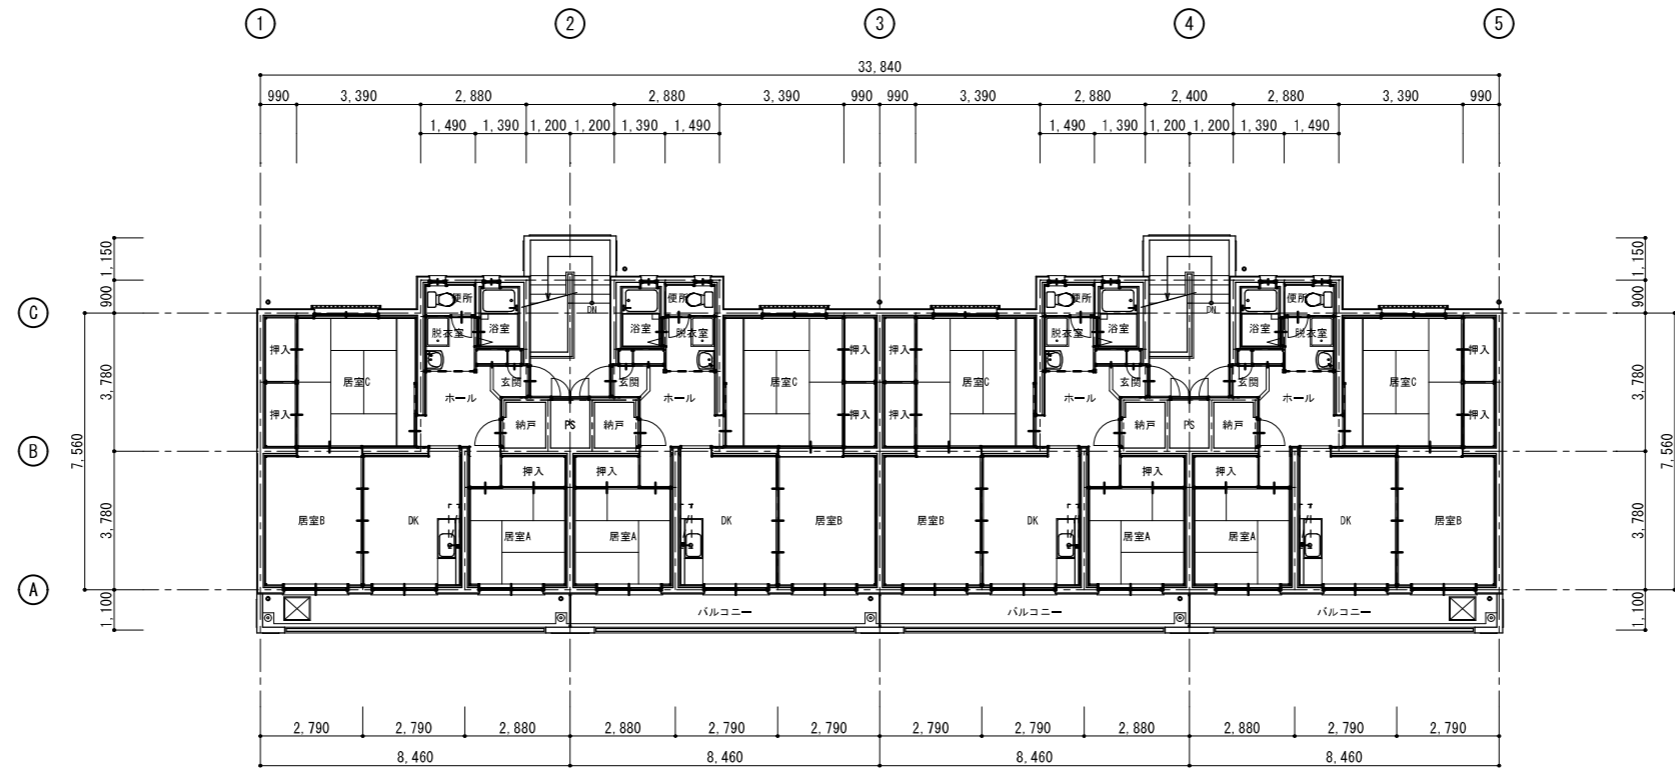 1 2 3 4 5
33,840
990 3,390 2,880 2,880 3,390 990 990 3,390 2,880 2,400 2,880 3,390 990
1,490 1,390 1,200 1,200 1,390 1,490 1,490 1,390 1,200 1,200 1,390 1,490
1,150 1,150
900 900
便所 便所 便所 便所
DN DN
C C
脱衣室 浴室 浴室 脱衣室 脱衣室 浴室 浴室 脱衣室
押入 押入 押入 押入
居室C 玄関 玄関 居室C 居室C 玄関 玄関 居室C
3,780 3,780
ホール ホール ホール ホール
押入 押入 押入 押入
納戸 PS 納戸 納戸 PS 納戸
B
7,560 7,560
押入 押入 押入 押入
居室B DK DK 居室B 居室B DK DK 居室B
3,780 3,780
居室A 居室A 居室A 居室A
A
バルコニー バルコニー バルコニー
1,100 1,100
2,790 2,790 2,880 2,880 2,790 2,790 2,790 2,790 2,880 2,880 2,790 2,790
8,460 8,460 8,460 8,460